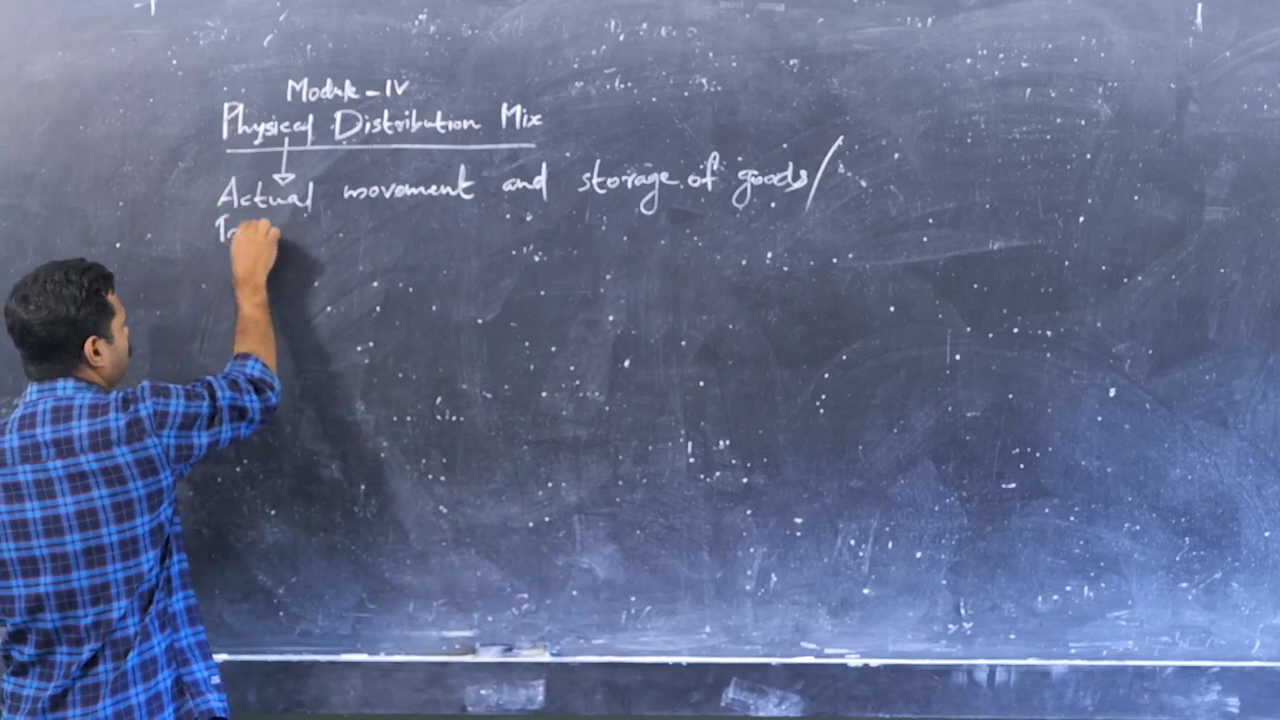 Module - IV
Physical Distribution Mix
Actual movement and storage of goods/